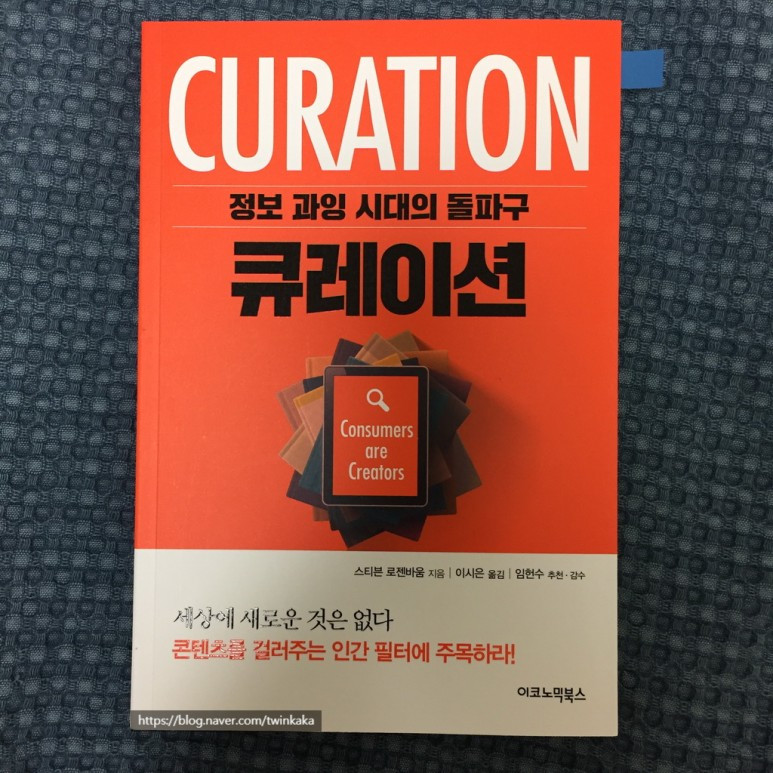 CURATION
정보 과잉 시대의 돌파구
큐레이션
Consumers
are
Creators
스티븐 로젠바움 지음 | 이시은 옮김 | 임헌수 추천·감수
세상에 새로운 것은 없다
콘텐츠를 걸러주는 인간 필터에 주목하라!
이코노믹북스
https://blog.naver.com/twinkaka